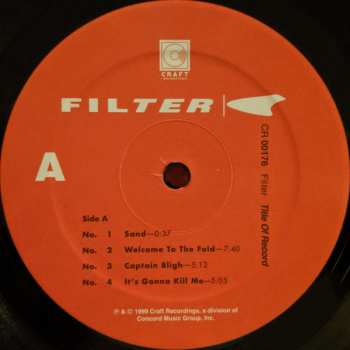 CRAFT
RECORDINGS
FILTER
A
CR 00176 Filter Title Of Record
Side A
No. 1 Sand—0:37
No. 2 Welcome To The Fold—7:40
No. 3 Captain Bligh—5:12
No. 4 It's Gonna Kill Me—5:05
℗ & © 1999 Craft Recordings, a division of
Concord Music Group, Inc.